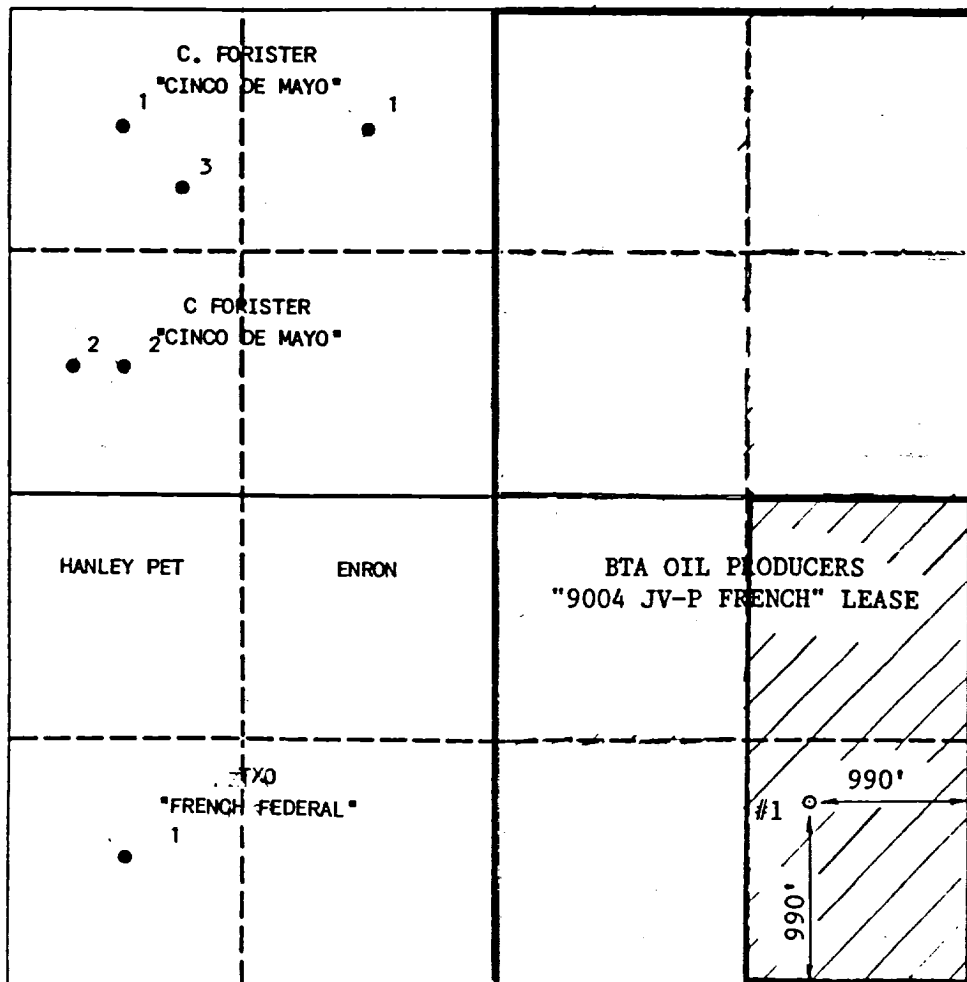 C. FORISTER
"CINCO DE MAYO"
1
1
3
C FORISTER
"CINCO DE MAYO"
2
2
HANLEY PET
ENRON
BTA OIL PRODUCERS
"9004 JV-P FRENCH" LEASE
TXO
"FRENCH FEDERAL"
1
#1
990'
990'